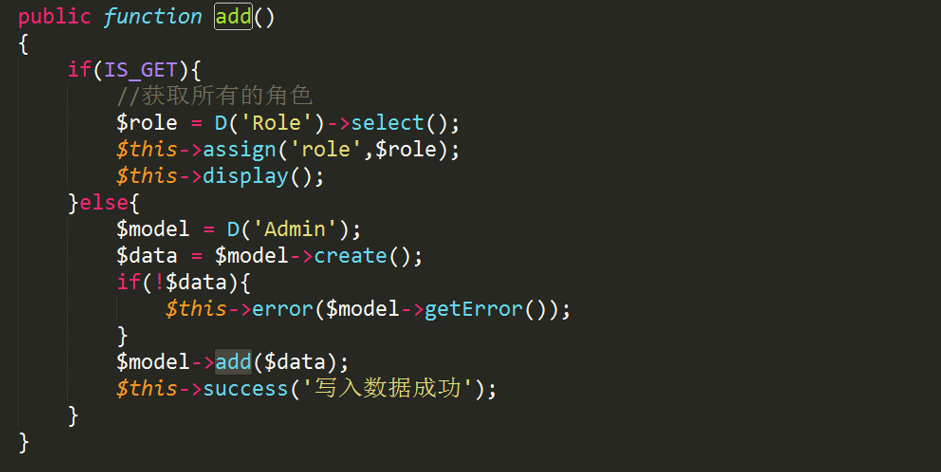 public function add()
{
    if(IS_GET){
        //获取所有的角色
        $role = D('Role')->select();
        $this->assign('role',$role);
        $this->display();
    }else{
        $model = D('Admin');
        $data = $model->create();
        if(!$data){
            $this->error($model->getError());
        }
        $model->add($data);
        $this->success('写入数据成功');
    }
}